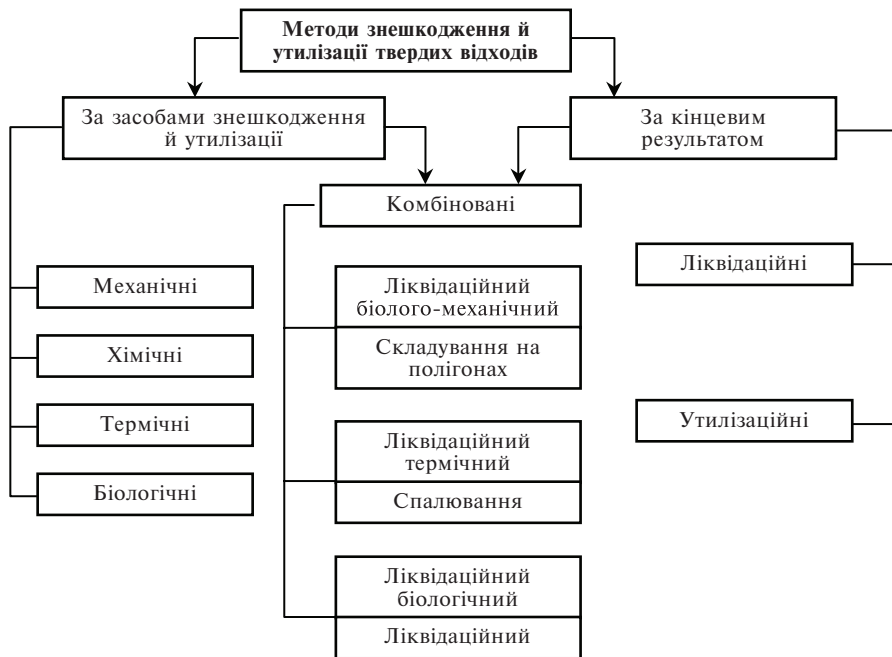 Методи знешкодження й
утилізації твердих відходів
За засобами знешкодження
й утилізації
За кінцевим
результатом
Комбіновані
Механічні
Хімічні
Термічні
Біологічні
Ліквідаційний
біолого-механічний
Складування на
полігонах
Ліквідаційний
термічний
Спалювання
Ліквідаційний
біологічний
Ліквідаційний
Ліквідаційні
Утилізаційні